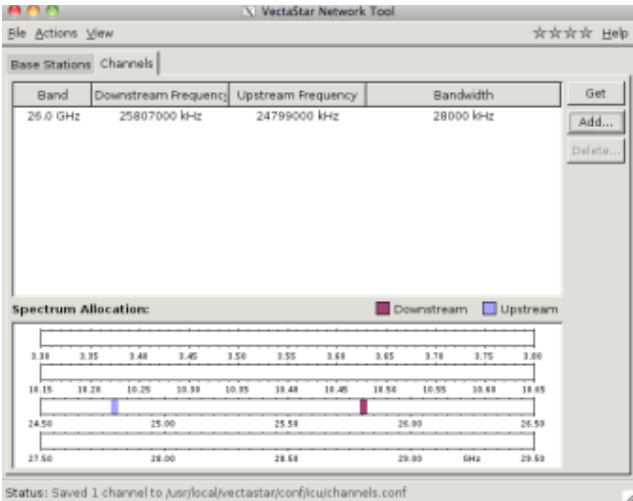 VectaStar Network Tool
File Actions View Help
Base Stations Channels
Band Downstream Frequency Upstream Frequency Bandwidth Get
26.0 GHz 25807000 kHz 24799000 kHz 28000 kHz Add...
Delete...
Spectrum Allocation: Downstream Upstream
3.30 3.35 3.40 3.45 3.50 3.55 3.60 3.65 3.70 3.75 3.80
10.15 10.20 10.25 10.30 10.35 10.40 10.45 10.50 10.55 10.60 10.65
24.50 25.00 25.50 26.00 26.50
27.50 28.00 28.50 29.00 GHz 29.50
Status: Saved 1 channel to /usr/local/vectastar/conf/icu/channels.conf